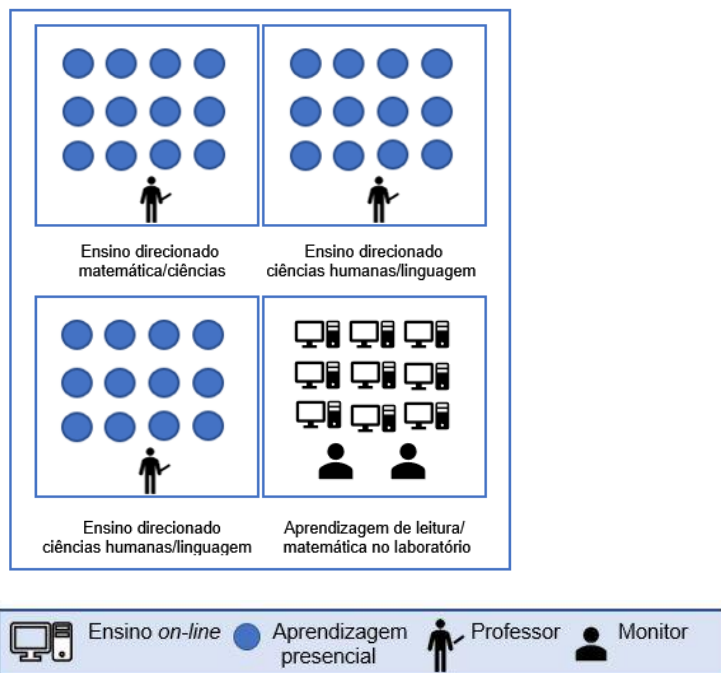 Ensino direcionado
matemática/ciências
Ensino direcionado
ciências humanas/linguagem
Ensino direcionado
ciências humanas/linguagem
Aprendizagem de leitura/
matemática no laboratório
Ensino on-line
Aprendizagem
presencial
Professor
Monitor